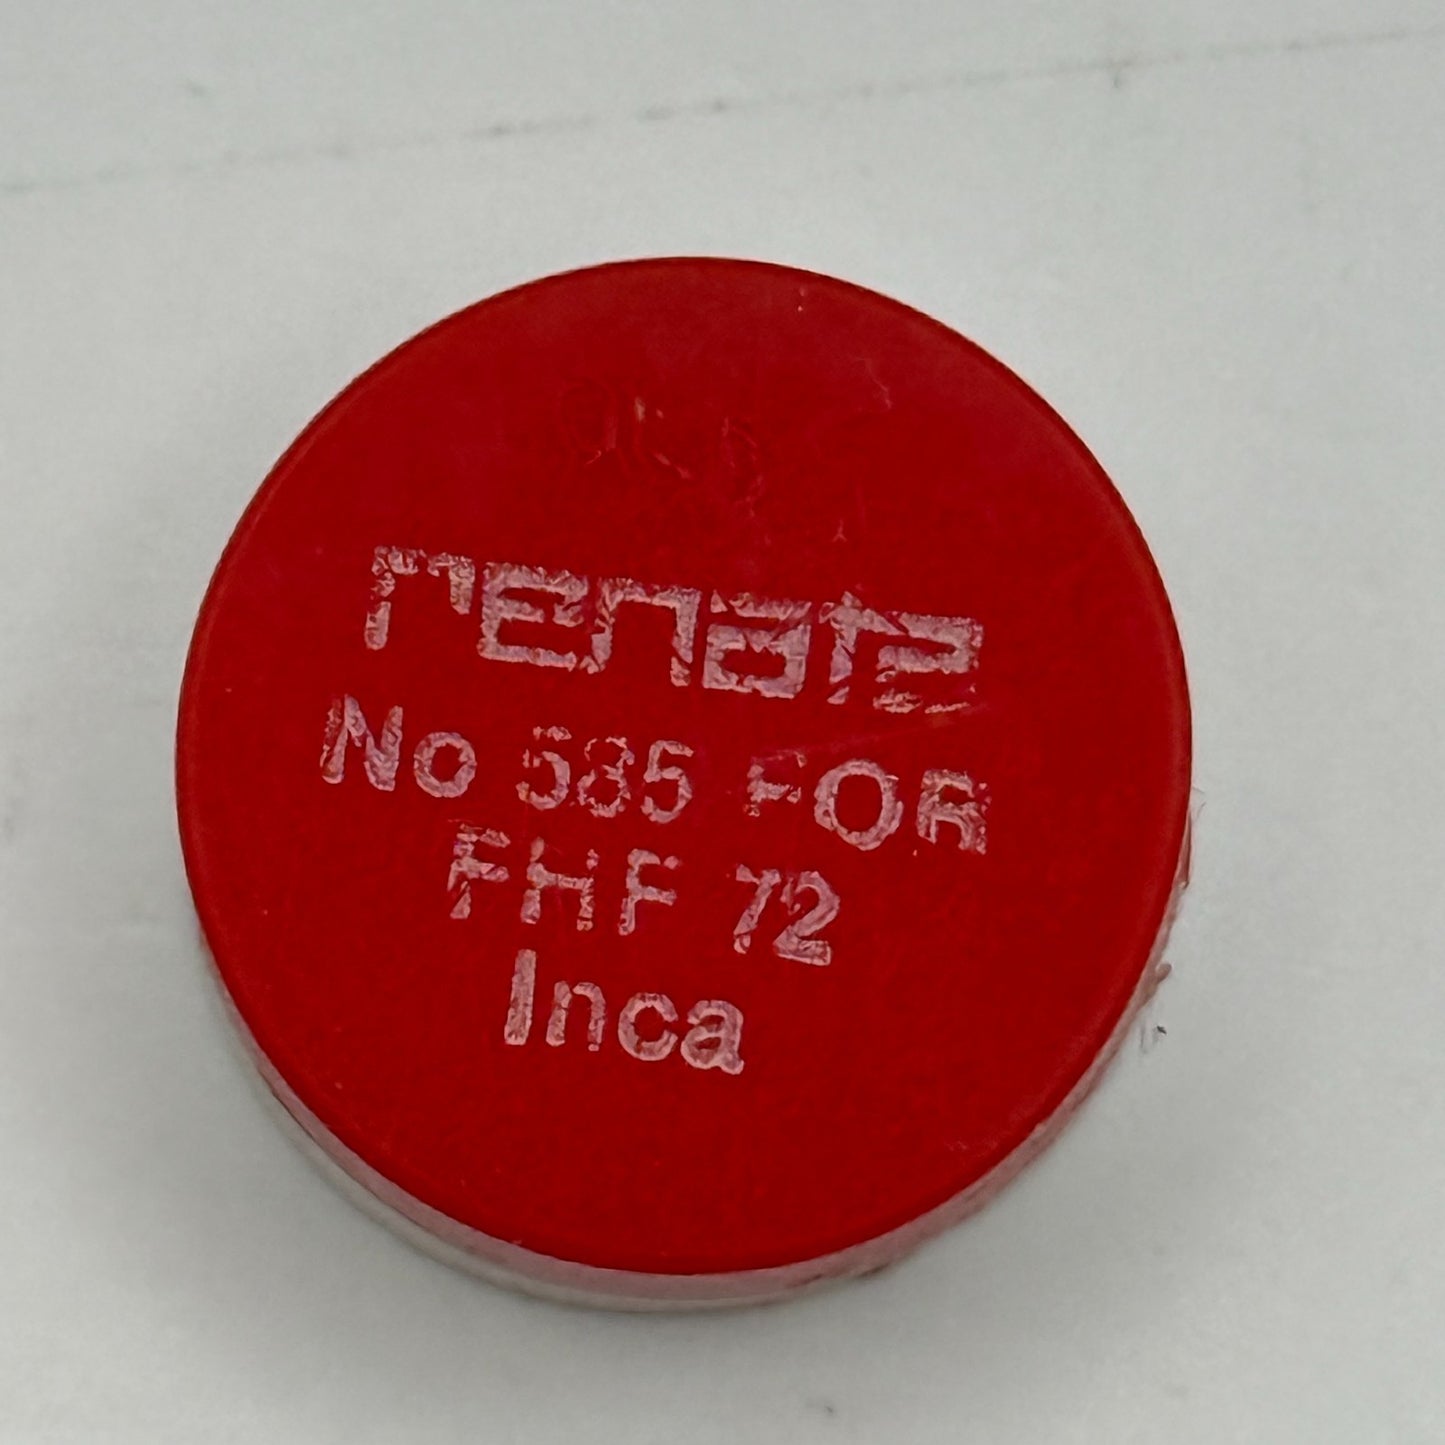 renata
No 585 FOR
FHF 72
Inca